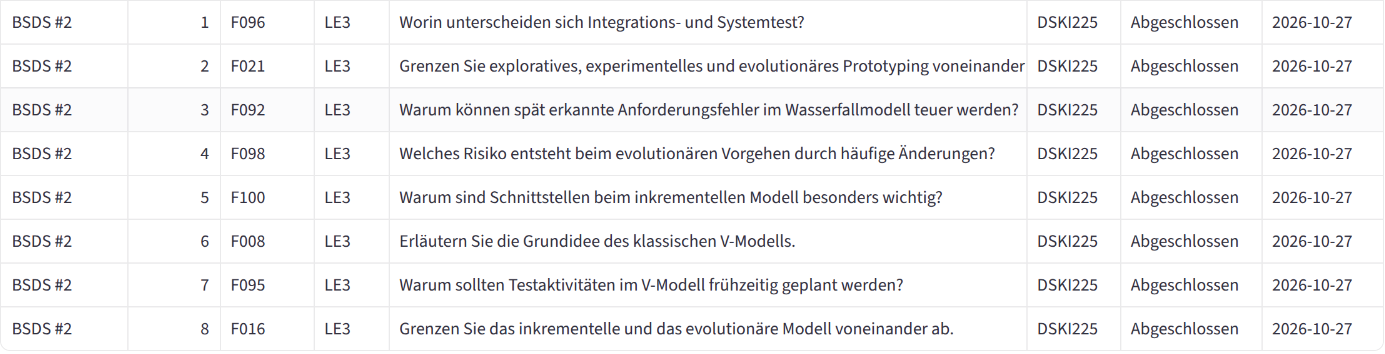 BSDS #2 1 F096 LE3 Worin unterscheiden sich Integrations- und Systemtest? DSKI225 Abgeschlossen 2026-10-27
BSDS #2 2 F021 LE3 Grenzen Sie exploratives, experimentelles und evolutionäres Prototyping voneinander DSKI225 Abgeschlossen 2026-10-27
BSDS #2 3 F092 LE3 Warum können spät erkannte Anforderungsfehler im Wasserfallmodell teuer werden? DSKI225 Abgeschlossen 2026-10-27
BSDS #2 4 F098 LE3 Welches Risiko entsteht beim evolutionären Vorgehen durch häufige Änderungen? DSKI225 Abgeschlossen 2026-10-27
BSDS #2 5 F100 LE3 Warum sind Schnittstellen beim inkrementellen Modell besonders wichtig? DSKI225 Abgeschlossen 2026-10-27
BSDS #2 6 F008 LE3 Erläutern Sie die Grundidee des klassischen V-Modells. DSKI225 Abgeschlossen 2026-10-27
BSDS #2 7 F095 LE3 Warum sollten Testaktivitäten im V-Modell frühzeitig geplant werden? DSKI225 Abgeschlossen 2026-10-27
BSDS #2 8 F016 LE3 Grenzen Sie das inkrementelle und das evolutionäre Modell voneinander ab. DSKI225 Abgeschlossen 2026-10-27